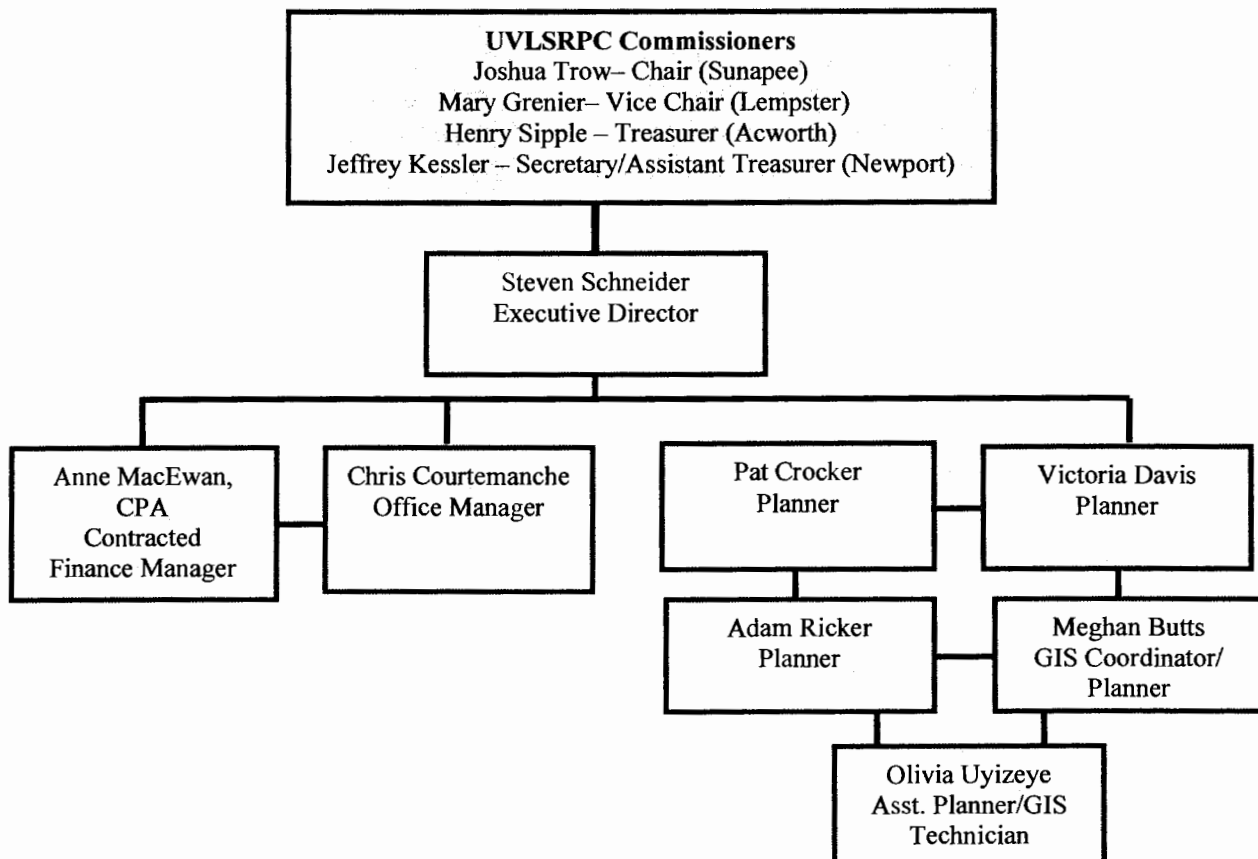 UVLSRPC Commissioners
Joshua Trow– Chair (Sunapee)
Mary Grenier– Vice Chair (Lempster)
Henry Sipple – Treasurer (Acworth)
Jeffrey Kessler – Secretary/Assistant Treasurer (Newport)
Steven Schneider
Executive Director
Anne MacEwan,
CPA
Contracted
Finance Manager
Chris Courtemanche
Office Manager
Pat Crocker
Planner
Victoria Davis
Planner
Adam Ricker
Planner
Meghan Butts
GIS Coordinator/
Planner
Olivia Uyizeye
Asst. Planner/GIS
Technician